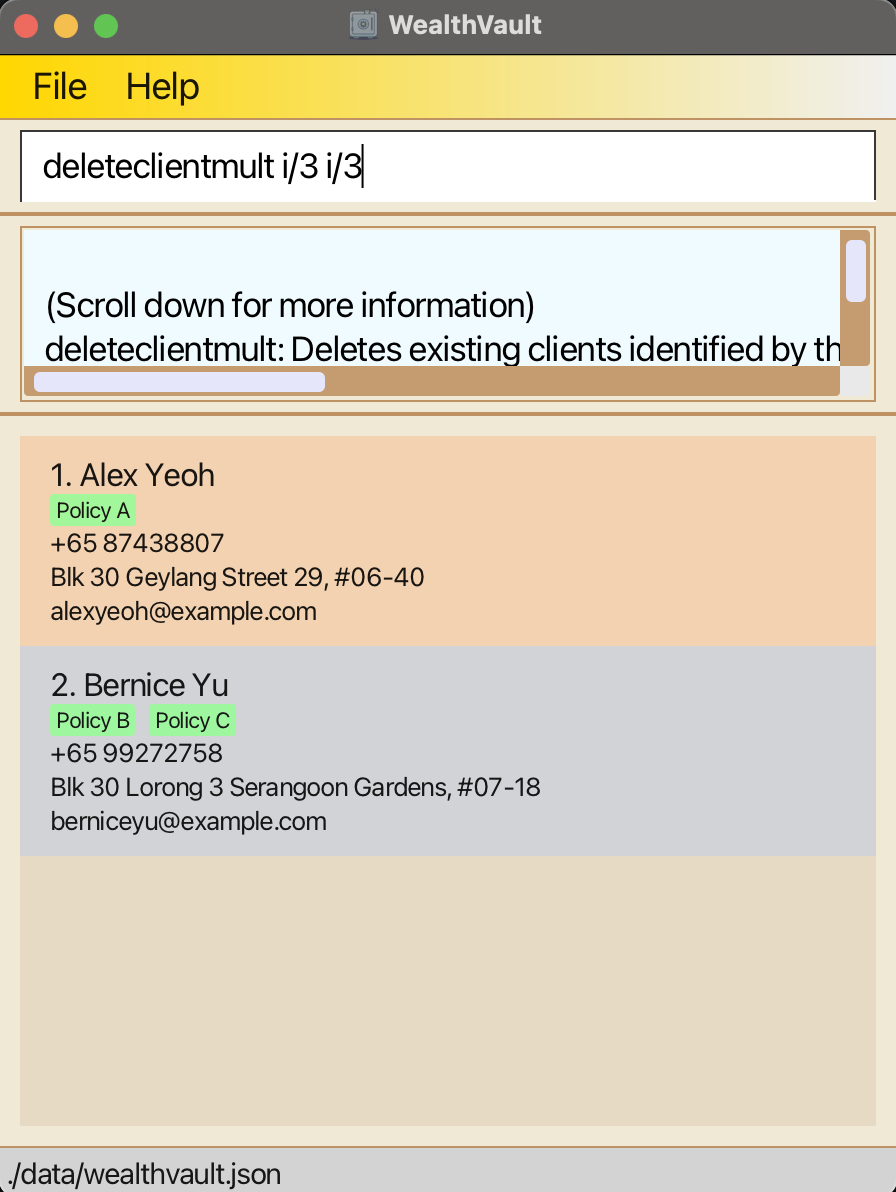 WealthVault
File Help
deleteclientmult i/3 i/3
(Scroll down for more information)
deleteclientmult: Deletes existing clients identified by th
1. Alex Yeoh
Policy A
+65 87438807
Blk 30 Geylang Street 29, #06-40
alexyeoh@example.com
2. Bernice Yu
Policy B Policy C
+65 99272758
Blk 30 Lorong 3 Serangoon Gardens, #07-18
berniceyu@example.com
./data/wealthvault.json